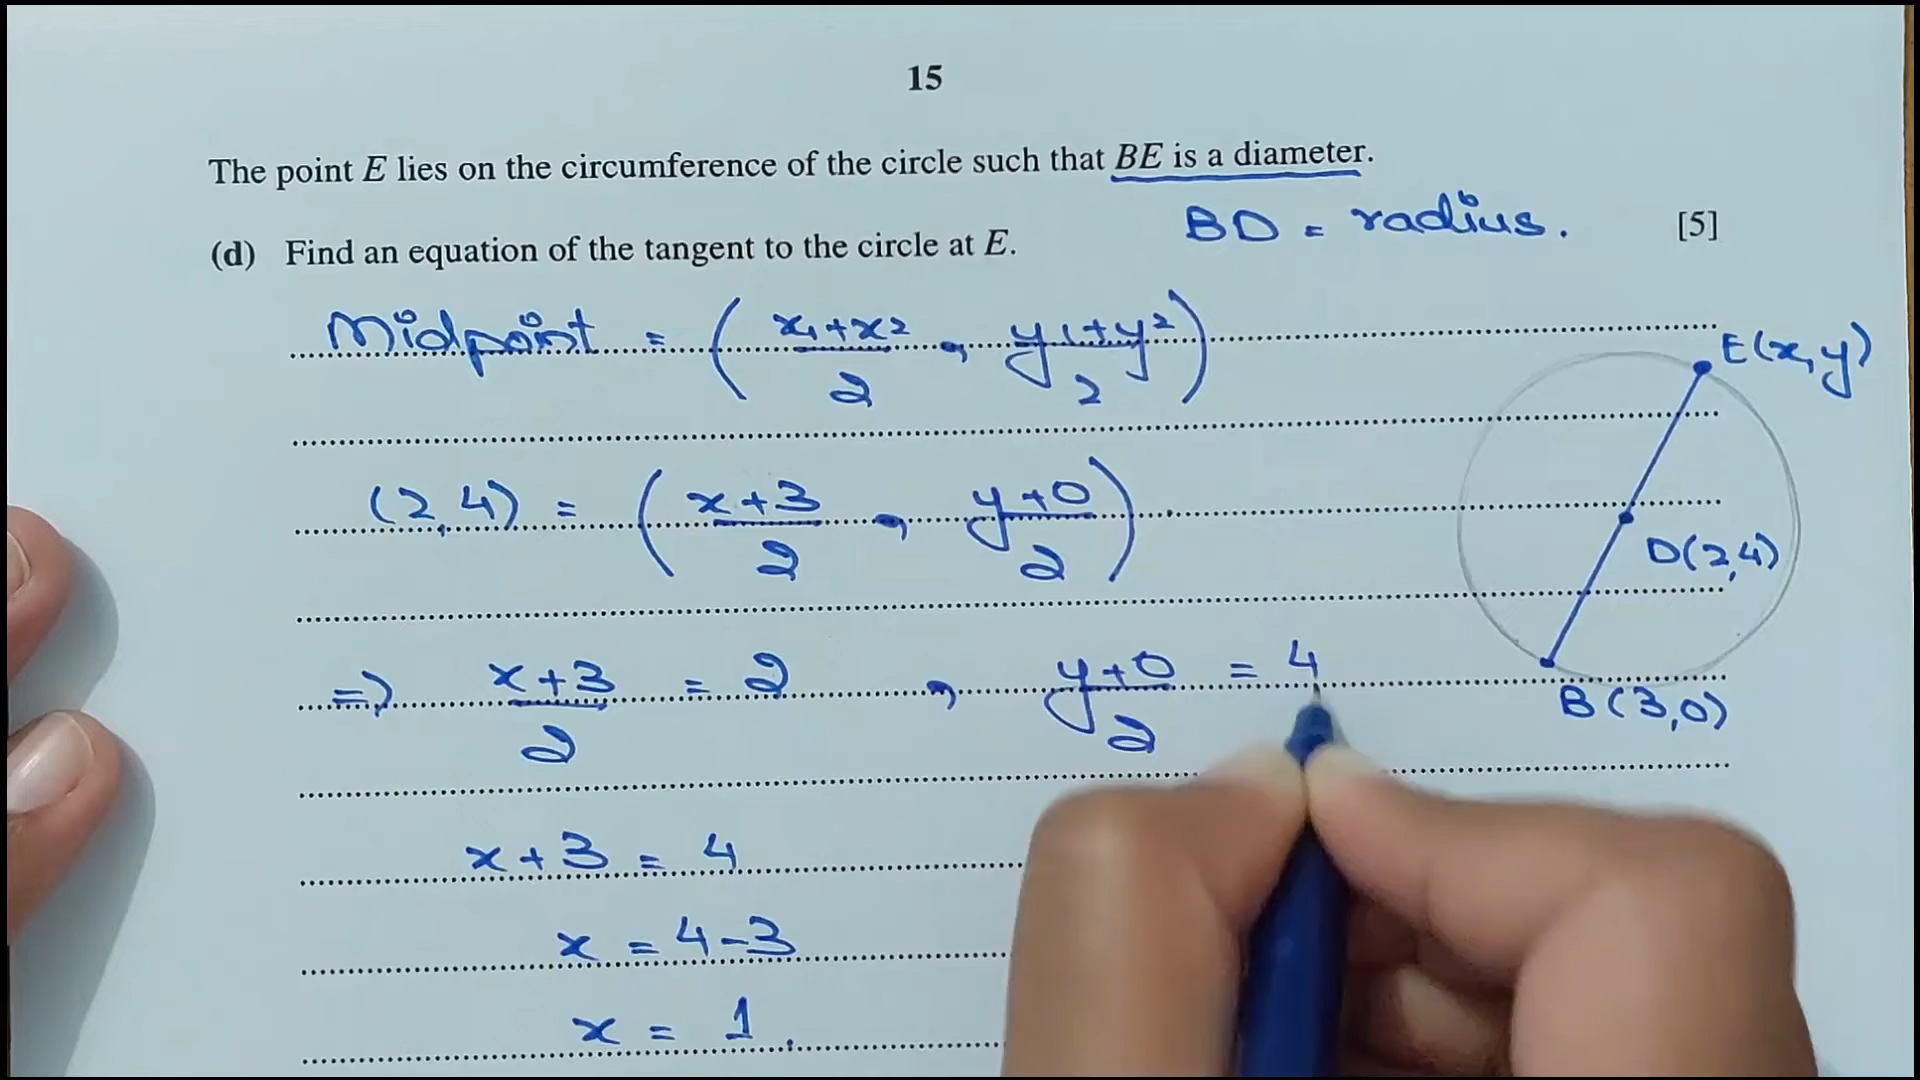 15
The point E lies on the circumference of the circle such that BE is a diameter.
BD = radius.
(d) Find an equation of the tangent to the circle at E. [5]
Midpoint = ( x1+x2 / 2 , y1+y2 / 2 )
E(x,y)
(2,4) = ( x+3 / 2 , y+0 / 2 )
D(2,4)
=> x+3 / 2 = 2 , y+0 / 2 = 4
B(3,0)
x+3 = 4
x = 4-3
x = 1.